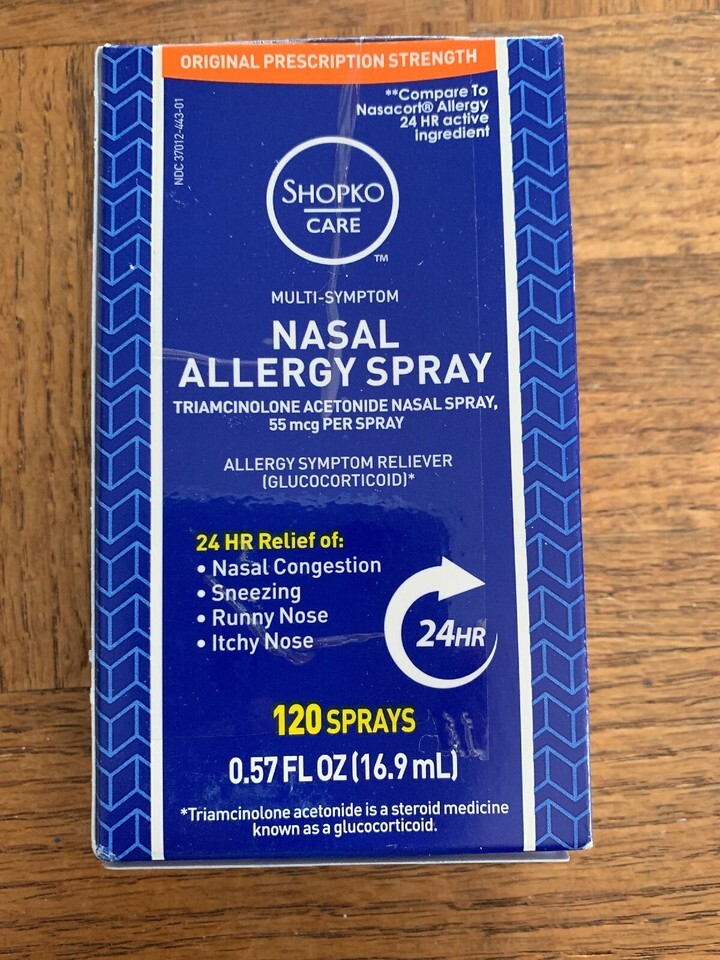 ORIGINAL PRESCRIPTION STRENGTH
**Compare To
Nasacort® Allergy
24 HR active
ingredient
NDC 37012-443-01
SHOPKO
CARE
TM
MULTI-SYMPTOM
NASAL
ALLERGY SPRAY
TRIAMCINOLONE ACETONIDE NASAL SPRAY,
55 mcg PER SPRAY
ALLERGY SYMPTOM RELIEVER
(GLUCOCORTICOID)*
24 HR Relief of:
• Nasal Congestion
• Sneezing
• Runny Nose
• Itchy Nose
24HR
120 SPRAYS
0.57 FL OZ (16.9 mL)
*Triamcinolone acetonide is a steroid medicine
known as a glucocorticoid.